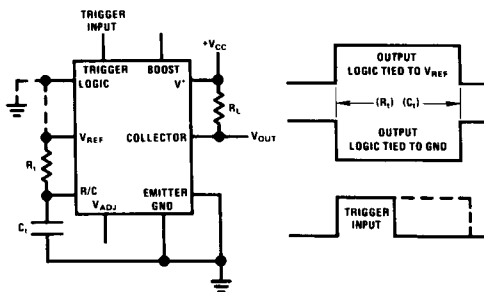 TRIGGER
INPUT
+VCC
TRIGGER
BOOST
LOGIC
V+
RL
VREF
COLLECTOR
VOUT
Rt
R/C
EMITTER
VADJ
GND
Ct
OUTPUT
LOGIC TIED TO VREF
(Rt) (Ct)
OUTPUT
LOGIC TIED TO GND
TRIGGER
INPUT